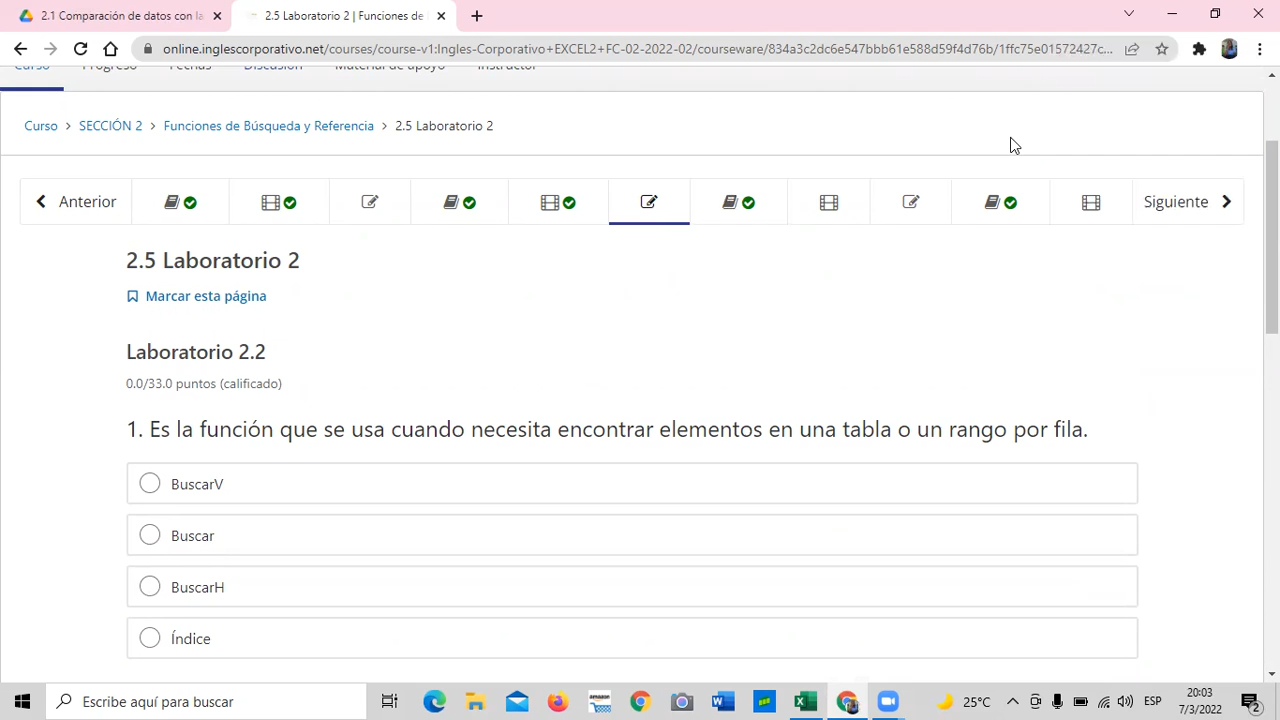 2.1 Comparación de datos con la
2.5 Laboratorio 2 | Funciones de
online.inglescorporativo.net/courses/course-v1:Ingles-Corporativo+EXCEL2+FC-02-2022-02/courseware/834a3c2dc6e547bbb61e588d59f4d76b/1ffc75e01572427c...
Curso Progreso Fechas Discusión Material de apoyo Instructor
Curso > SECCIÓN 2 > Funciones de Búsqueda y Referencia > 2.5 Laboratorio 2
Anterior
Siguiente
2.5 Laboratorio 2
Marcar esta página
Laboratorio 2.2
0.0/33.0 puntos (calificado)
1. Es la función que se usa cuando necesita encontrar elementos en una tabla o un rango por fila.
BuscarV
Buscar
BuscarH
Índice
Escribe aquí para buscar
25°C
ESP
20:03
7/3/2022
2